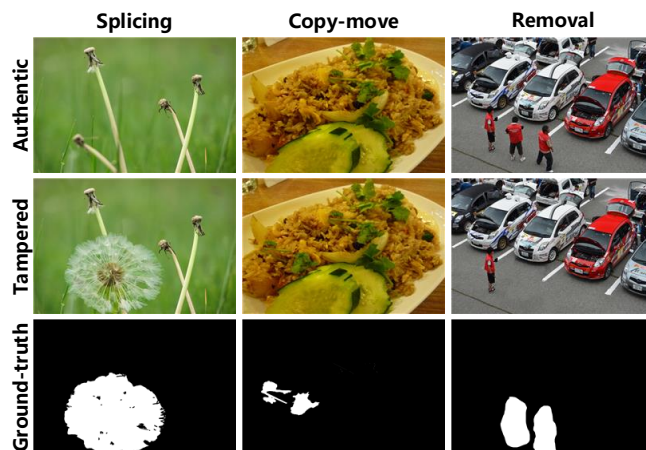 Splicing Copy-move Removal
Authentic
Tampered
Ground-truth